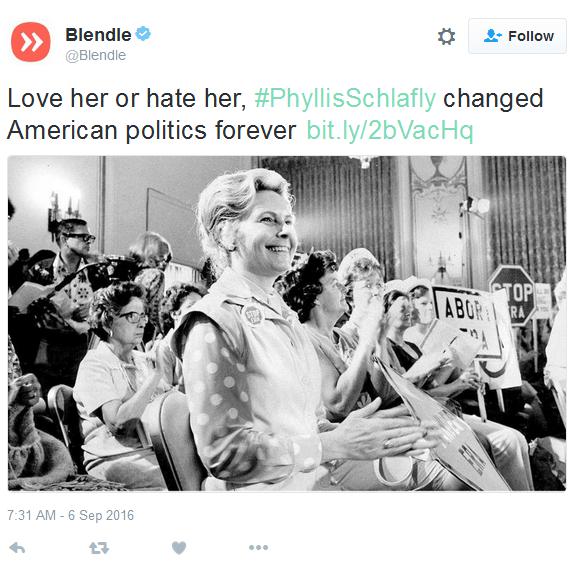 Blendle
@Blendle
Follow
Love her or hate her, #PhyllisSchlafly changed
American politics forever bit.ly/2bVacHq
STOP
ERA
ABOR
ERA
7:31 AM - 6 Sep 2016